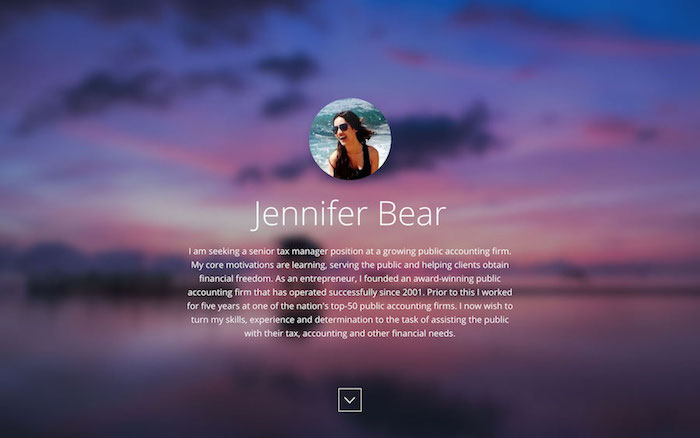 Jennifer Bear
I am seeking a senior tax manager position at a growing public accounting firm.
My core motivations are learning, serving the public and helping clients obtain
financial freedom. As an entrepreneur, I founded an award-winning public
accounting firm that has operated successfully since 2001. Prior to this I worked
for five years at one of the nation's top-50 public accounting firms. I now wish to
turn my skills, experience and determination to the task of assisting the public
with their tax, accounting and other financial needs.